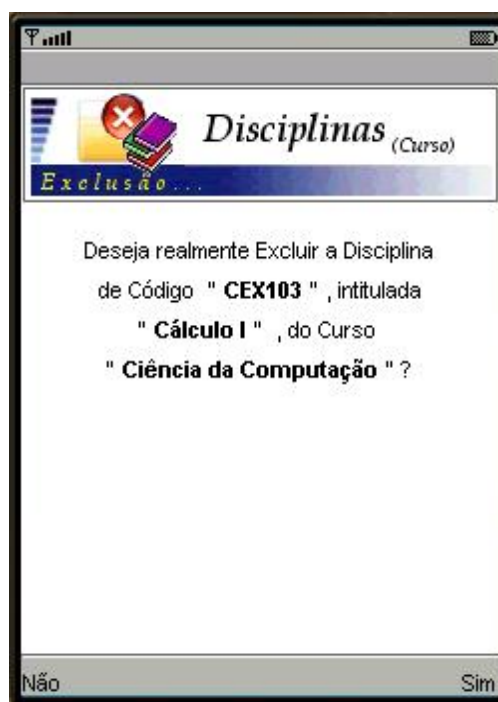 Disciplinas (Curso)
Exclusão...
Deseja realmente Excluir a Disciplina
de Código " CEX103 " , intitulada
" Cálculo I " , do Curso
" Ciência da Computação " ?
Não Sim